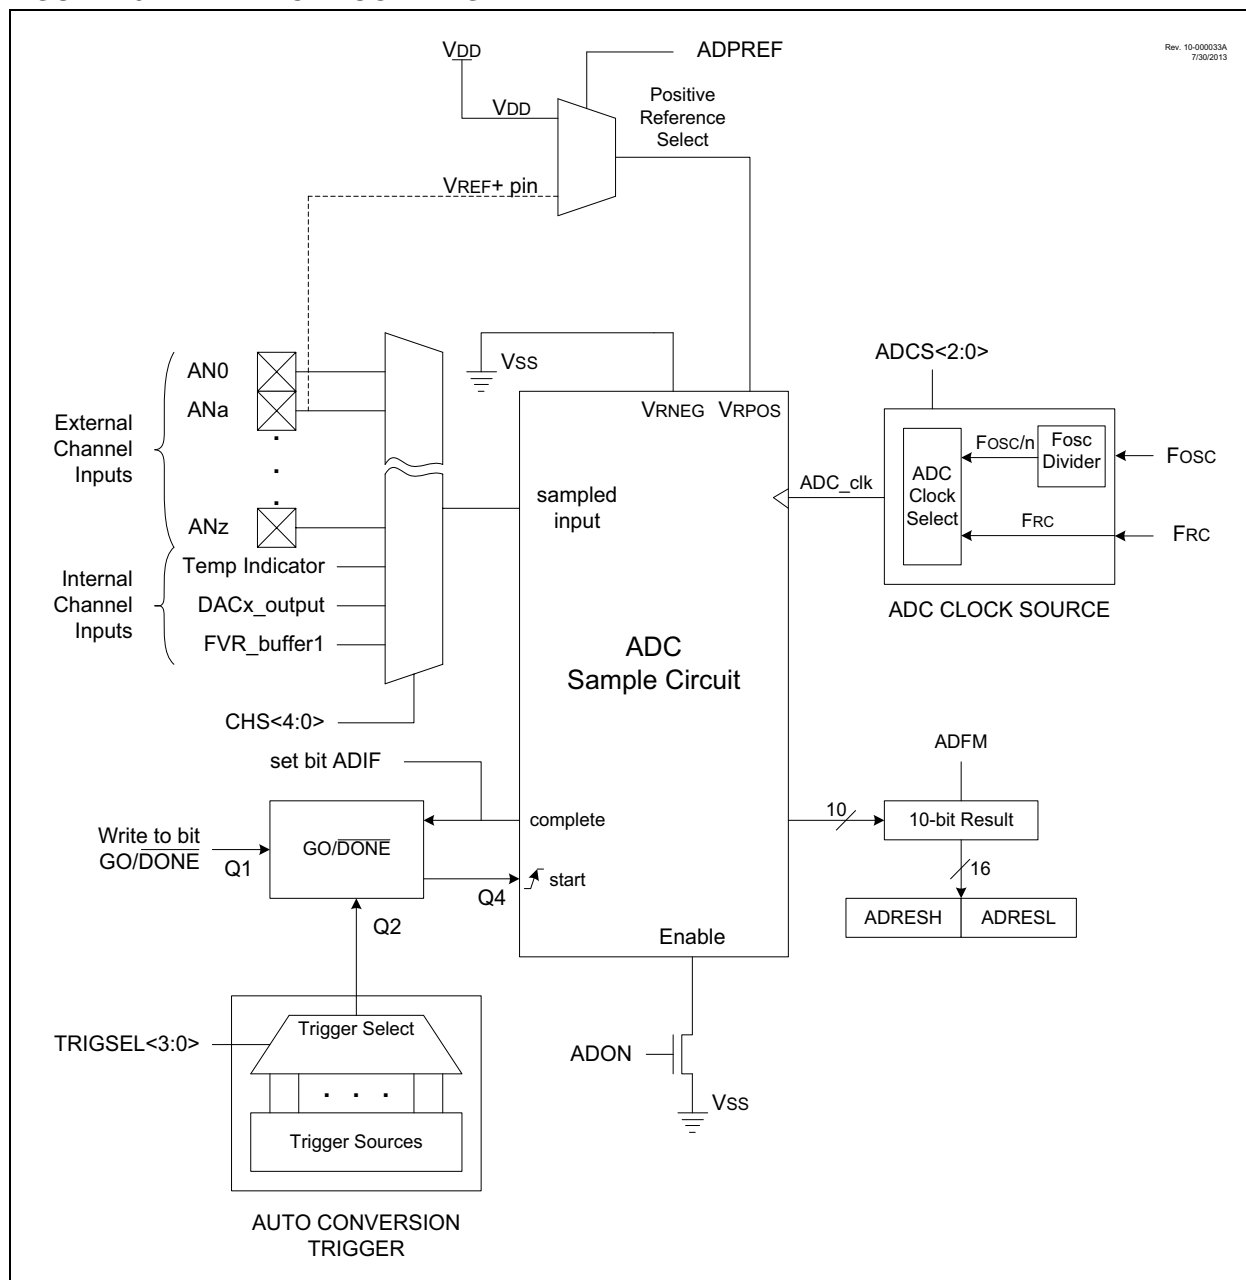 Rev. 10-000033A
7/30/2013
VDD
ADPREF
VDD
Positive
Reference
Select
VREF+ pin
VSS
ADCS<2:0>
AN0
ANa
External
Channel
Inputs
ANz
VRNEG VRPOS
sampled
input
ADC_clk
ADC
Clock
Select
FOSC/n
Fosc
Divider
FOSC
FRC
FRC
ADC CLOCK SOURCE
Internal
Channel
Inputs
Temp Indicator
DACx_output
FVR_buffer1
ADC
Sample Circuit
CHS<4:0>
set bit ADIF
ADFM
complete
10
10-bit Result
Write to bit
GO/DONE
Q1
GO/DONE
Q4
start
16
ADRESH
ADRESL
Q2
Enable
TRIGSEL<3:0>
Trigger Select
ADON
VSS
. . .
Trigger Sources
AUTO CONVERSION
TRIGGER